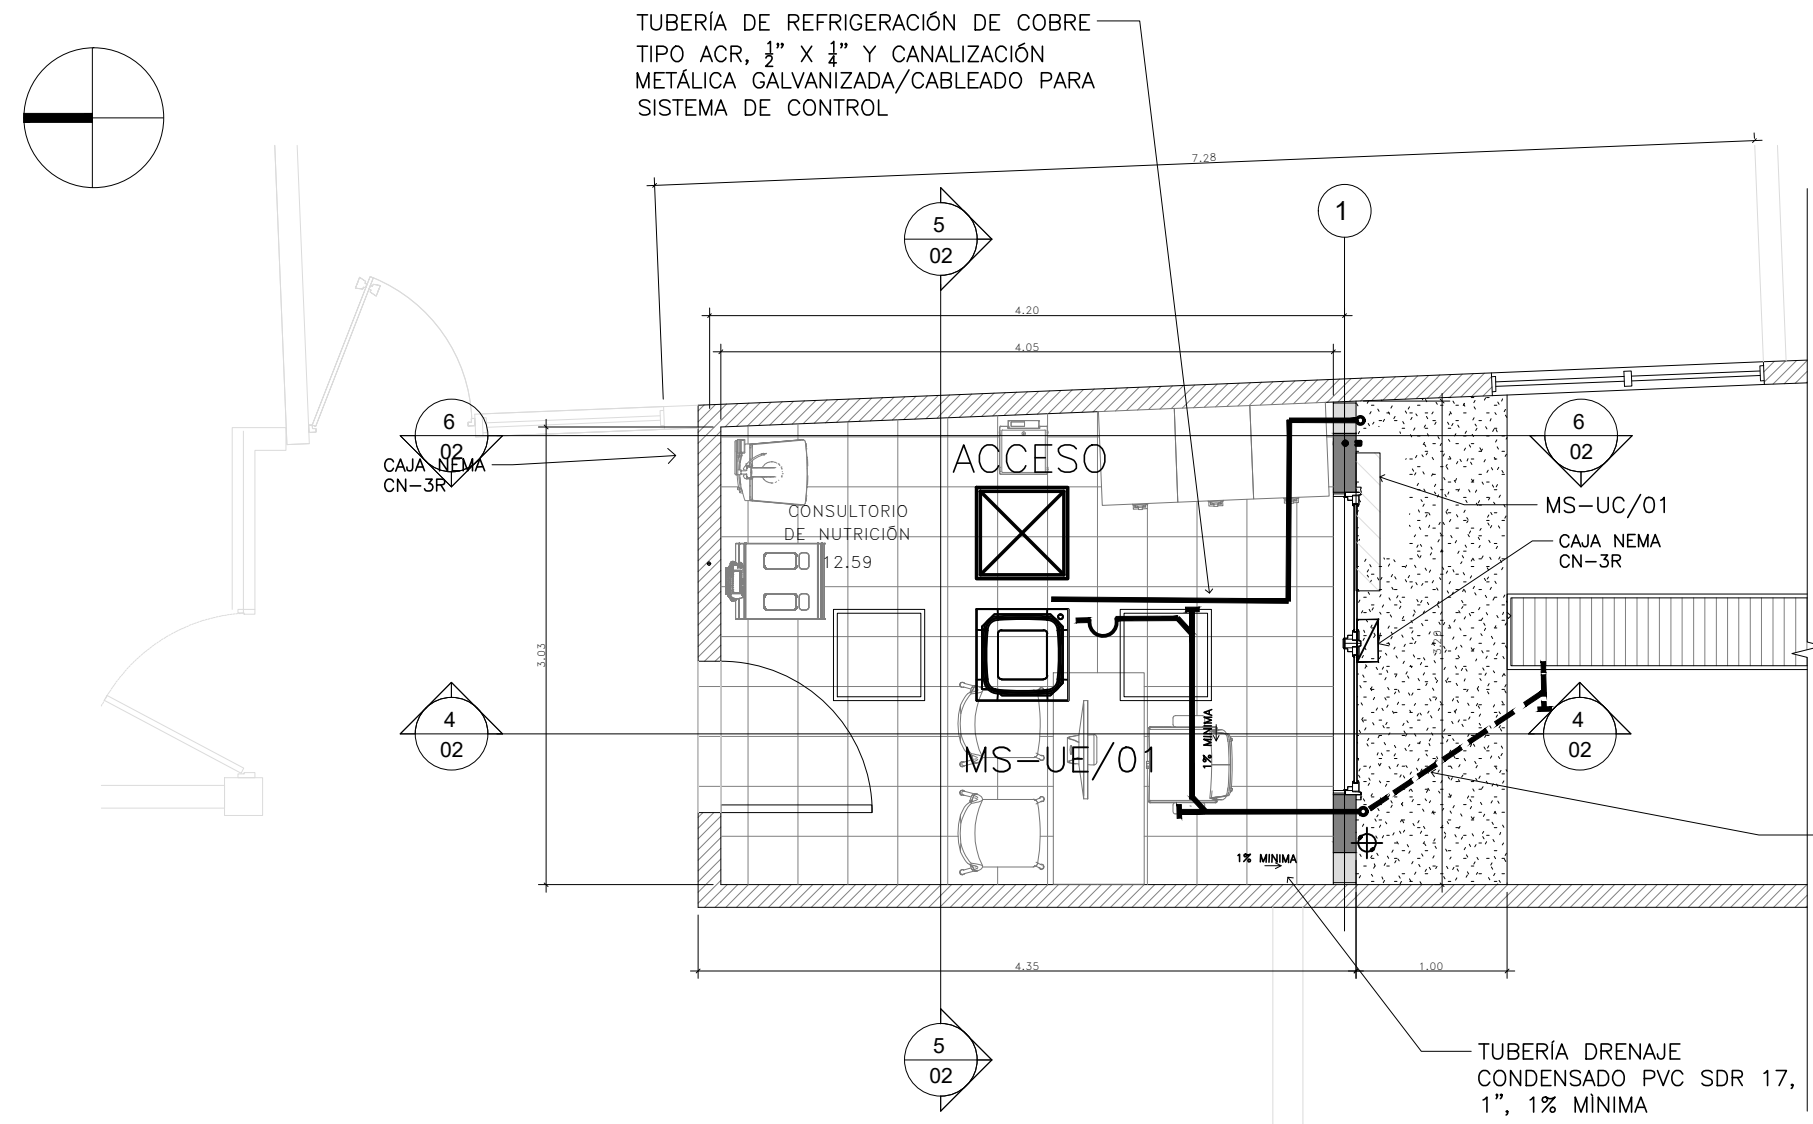 TUBERÍA DE REFRIGERACIÓN DE COBRE
TIPO ACR, 1/2” X 1/4” Y CANALIZACIÓN
METÁLICA GALVANIZADA/CABLEADO PARA
SISTEMA DE CONTROL
7.28
1
5
02
4.20
4.05
6
02
6
02
CAJA NEMA
CN-3R
ACCESO
CONSULTORIO
DE NUTRICIÓN
12.59
MS-UC/01
CAJA NEMA
CN-3R
3.03
3.20
4
02
4
02
1% MINIMA
MS-UE/01
1% MINIMA
4.35
1.00
5
02
TUBERÍA DRENAJE
CONDENSADO PVC SDR 17,
1”, 1% MÌNIMA